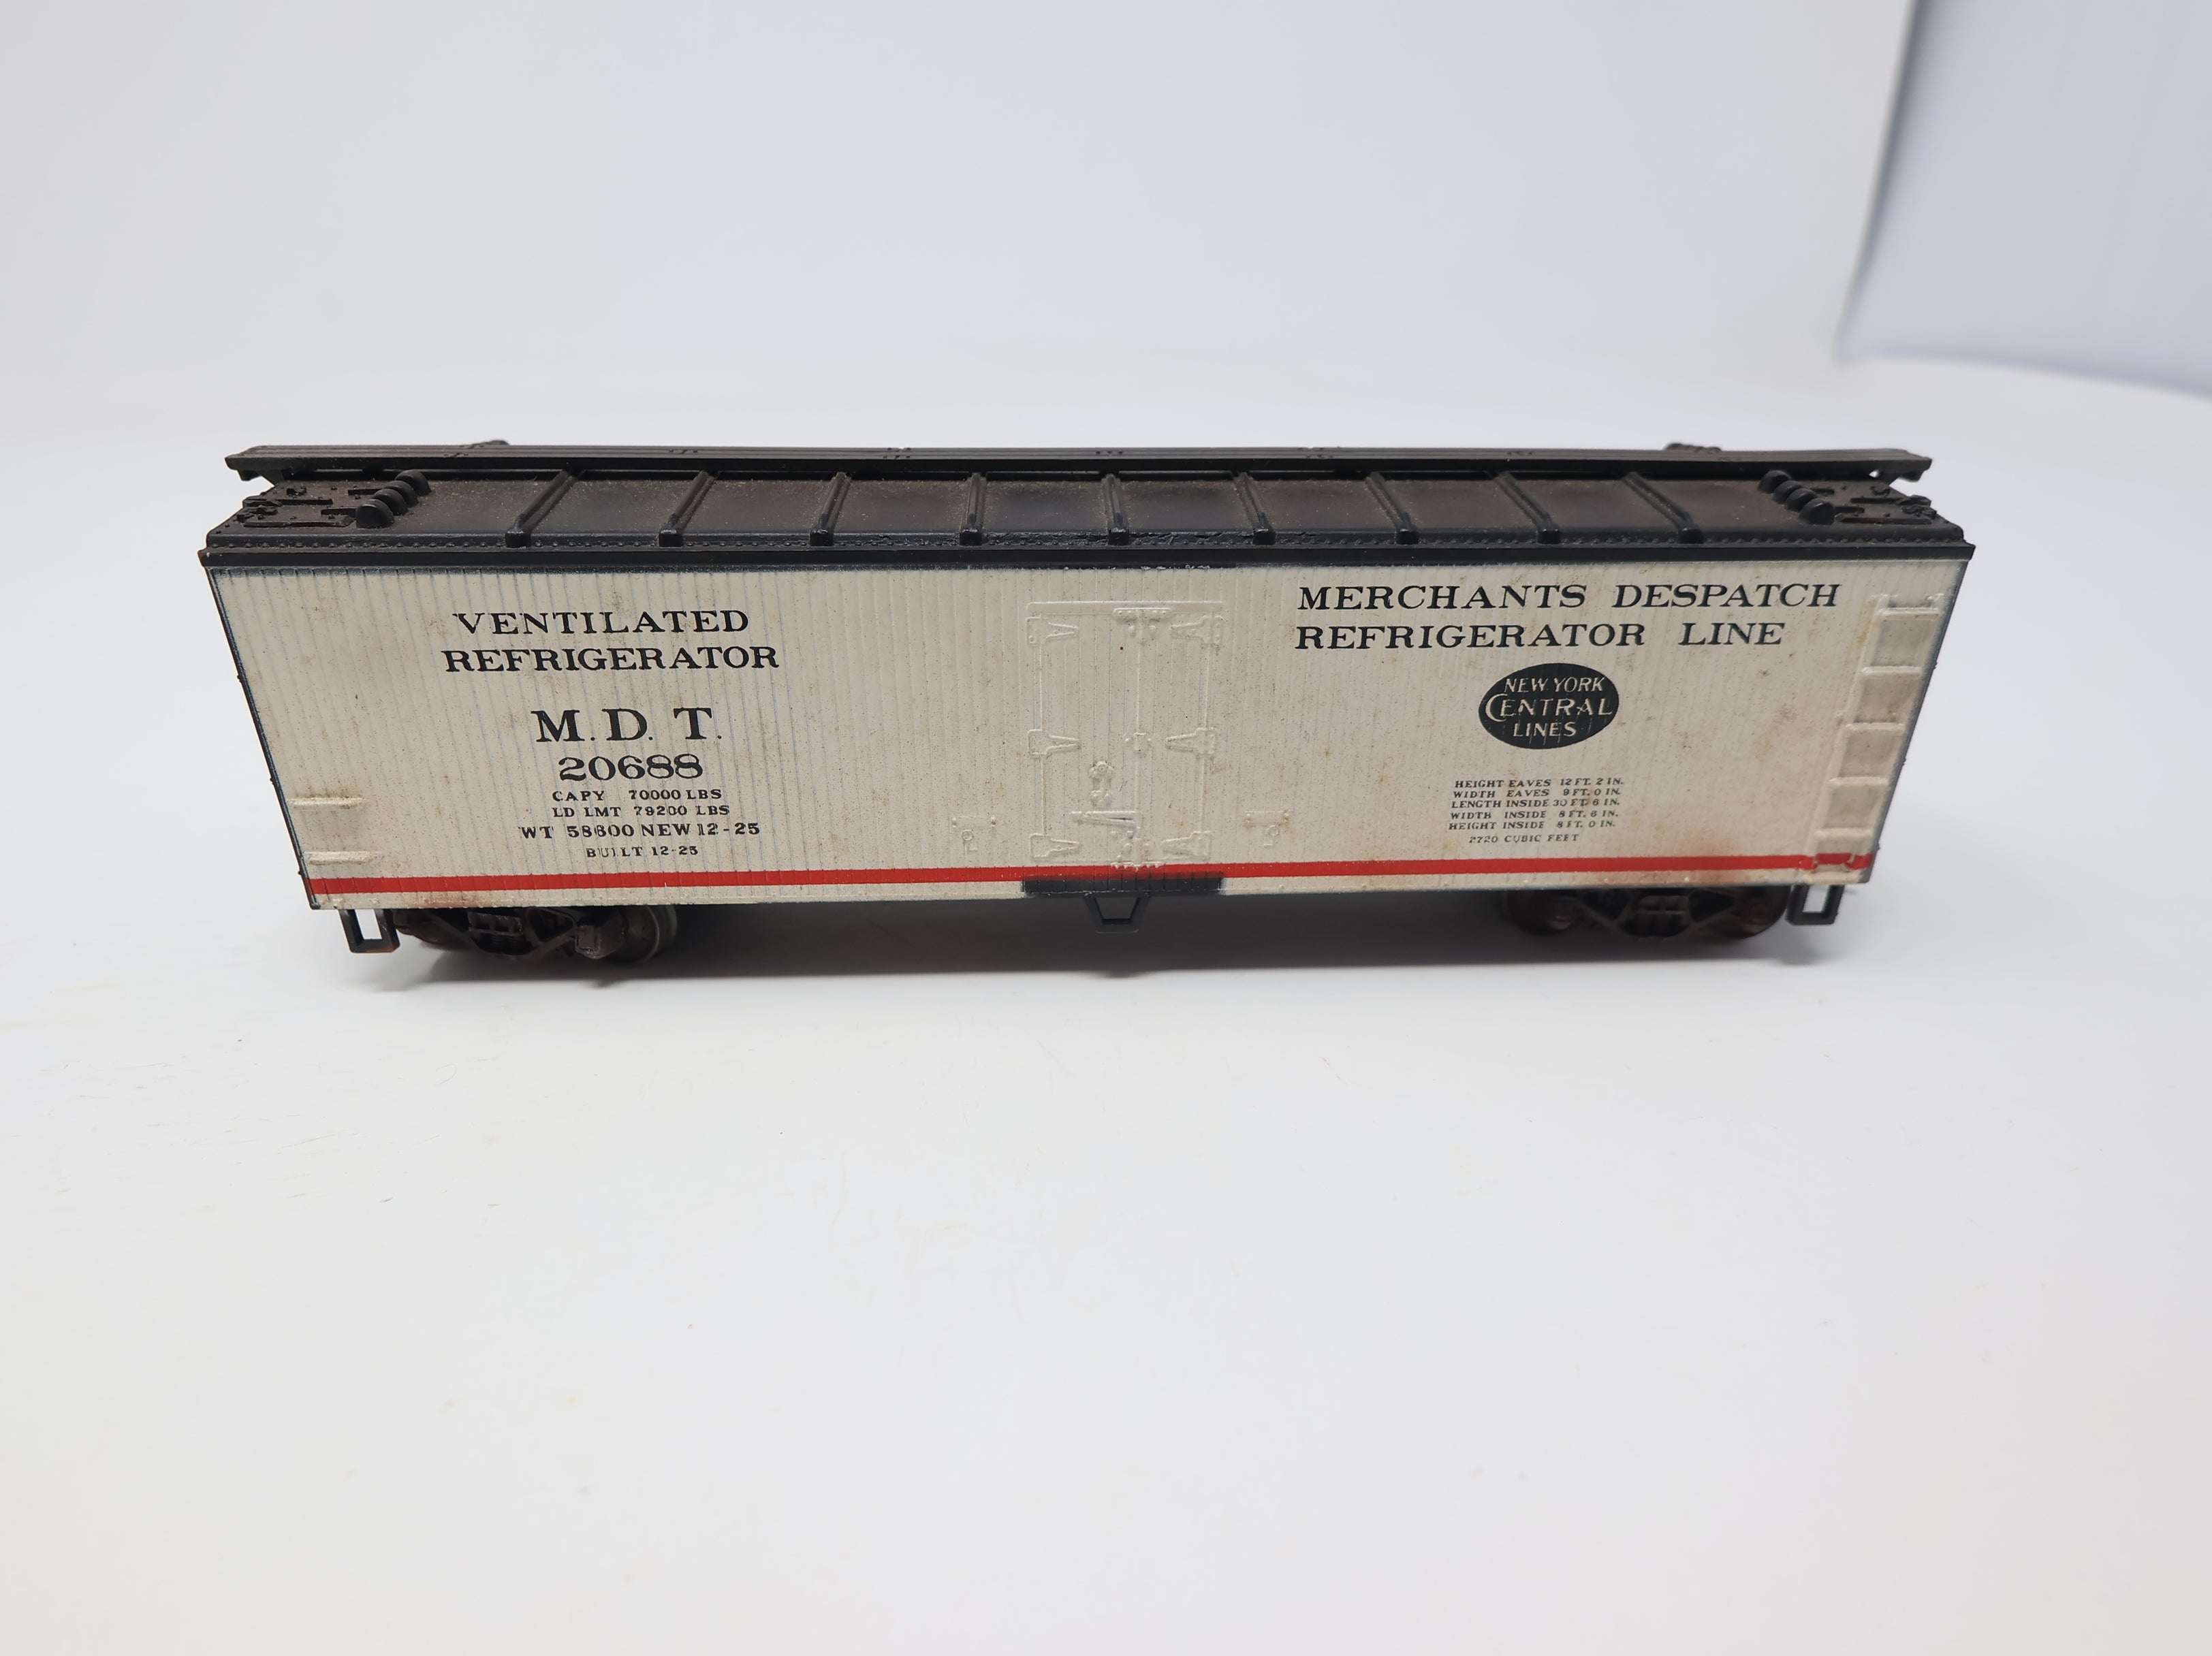 VENTILATED
REFRIGERATOR
M. D. T.
20688
CAPY 70000 LBS
LD LMT 79200 LBS
WT 58600 NEW 12-25
BUILT 12-25
MERCHANTS DESPATCH
REFRIGERATOR LINE
NEW YORK
CENTRAL
LINES
HEIGHT EAVES 12 FT. 2 IN.
WIDTH EAVES 9 FT. 0 IN.
LENGTH INSIDE 30 FT. 6 IN.
WIDTH INSIDE 8 FT. 6 IN.
HEIGHT INSIDE 8 FT. 0 IN.
2720 CUBIC FEET